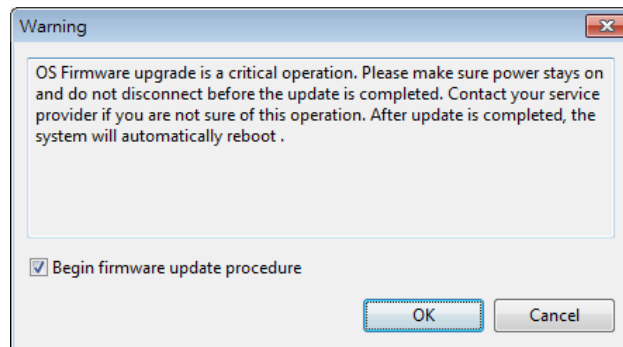 Warning
OS Firmware upgrade is a critical operation. Please make sure power stays on
and do not disconnect before the update is completed. Contact your service
provider if you are not sure of this operation. After update is completed, the
system will automatically reboot .
Begin firmware update procedure
OK
Cancel